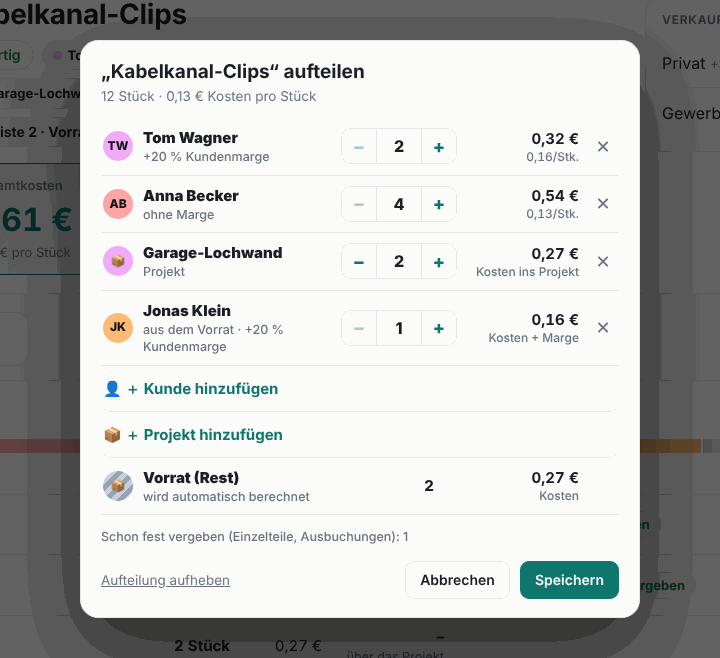 belkanal-Clips
VERKAUF
rtig
Privat +
arage-Lochw
Gewerb
iste 2 · Vorra
amtkosten
61 €
€ pro Stück
„Kabelkanal-Clips“ aufteilen
12 Stück · 0,13 € Kosten pro Stück
TW
Tom Wagner
+20 % Kundenmarge
− 2 +
0,32 €
0,16/Stk.
×
AB
Anna Becker
ohne Marge
− 4 +
0,54 €
0,13/Stk.
×
Garage-Lochwand
Projekt
− 2 +
0,27 €
Kosten ins Projekt
×
JK
Jonas Klein
aus dem Vorrat · +20 %
Kundenmarge
− 1 +
0,16 €
Kosten + Marge
×
+ Kunde hinzufügen
+ Projekt hinzufügen
Vorrat (Rest)
wird automatisch berechnet
2
0,27 €
Kosten
Schon fest vergeben (Einzelteile, Ausbuchungen): 1
Aufteilung aufheben
Abbrechen
Speichern
en
rgeben
2 Stück
0,27 €
–
über das Projekt